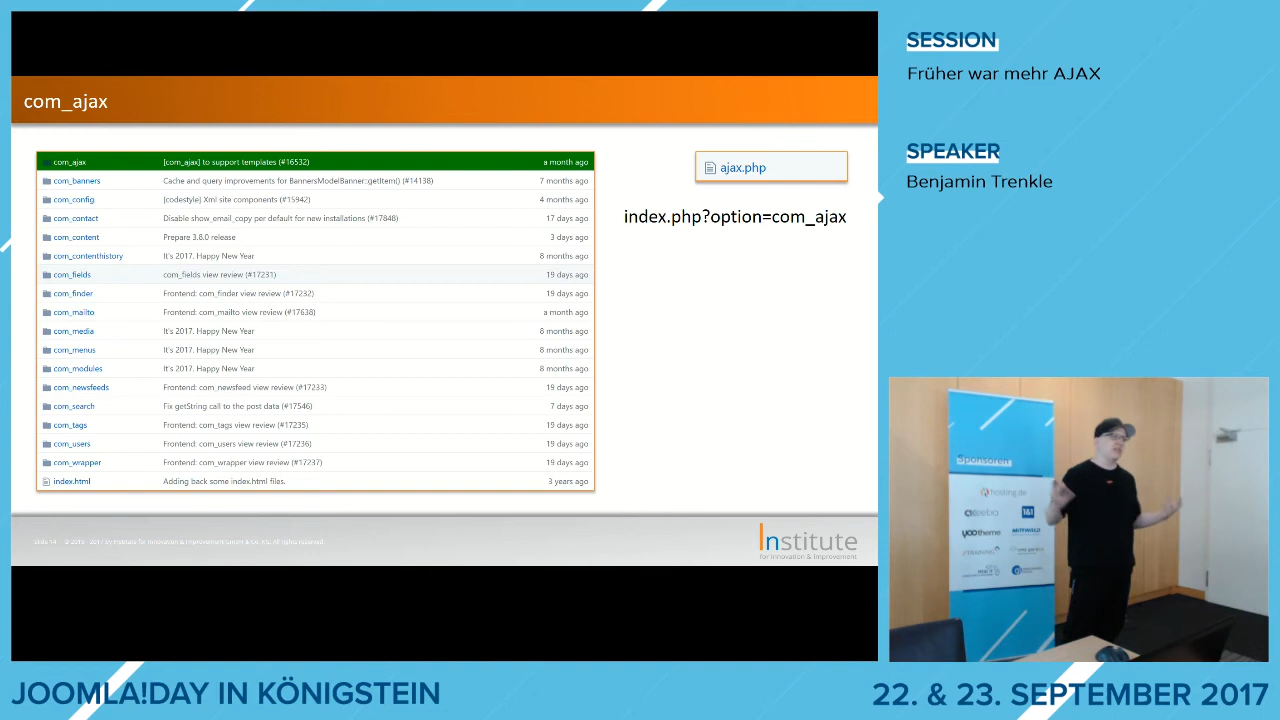 com_ajax
com_ajax [com_ajax] to support templates (#16532) a month ago
com_banners Cache and query improvements for BannersModelBanner::getItem() (#14138) 7 months ago
com_config [codestyle] Xml site components (#15942) 4 months ago
com_contact Disable show_email_copy per default for new installations (#17848) 17 days ago
com_content Prepare 3.8.0 release 3 days ago
com_contenthistory It's 2017. Happy New Year 8 months ago
com_fields com_fields view review (#17231) 19 days ago
com_finder Frontend: com_finder view review (#17232) 19 days ago
com_mailto Frontend: com_mailto view review (#17638) a month ago
com_media It's 2017. Happy New Year 8 months ago
com_menus It's 2017. Happy New Year 8 months ago
com_modules It's 2017. Happy New Year 8 months ago
com_newsfeeds Frontend: com_newsfeed view review (#17233) 19 days ago
com_search Fix getString call to the post data (#17546) 7 days ago
com_tags Frontend: com_tags view review (#17235) 19 days ago
com_users Frontend: com_users view review (#17236) 19 days ago
com_wrapper Frontend: com_wrapper view review (#17237) 19 days ago
index.html Adding back some index.html files. 3 years ago
ajax.php
index.php?option=com_ajax
Institute
for Innovation & Improvement
SESSION
Früher war mehr AJAX
SPEAKER
Benjamin Trenkle
Sponsoren
hosting.de
1&1
yootheme
MITTWALD
JOOMLA!DAY IN KÖNIGSTEIN
22. & 23. SEPTEMBER 2017